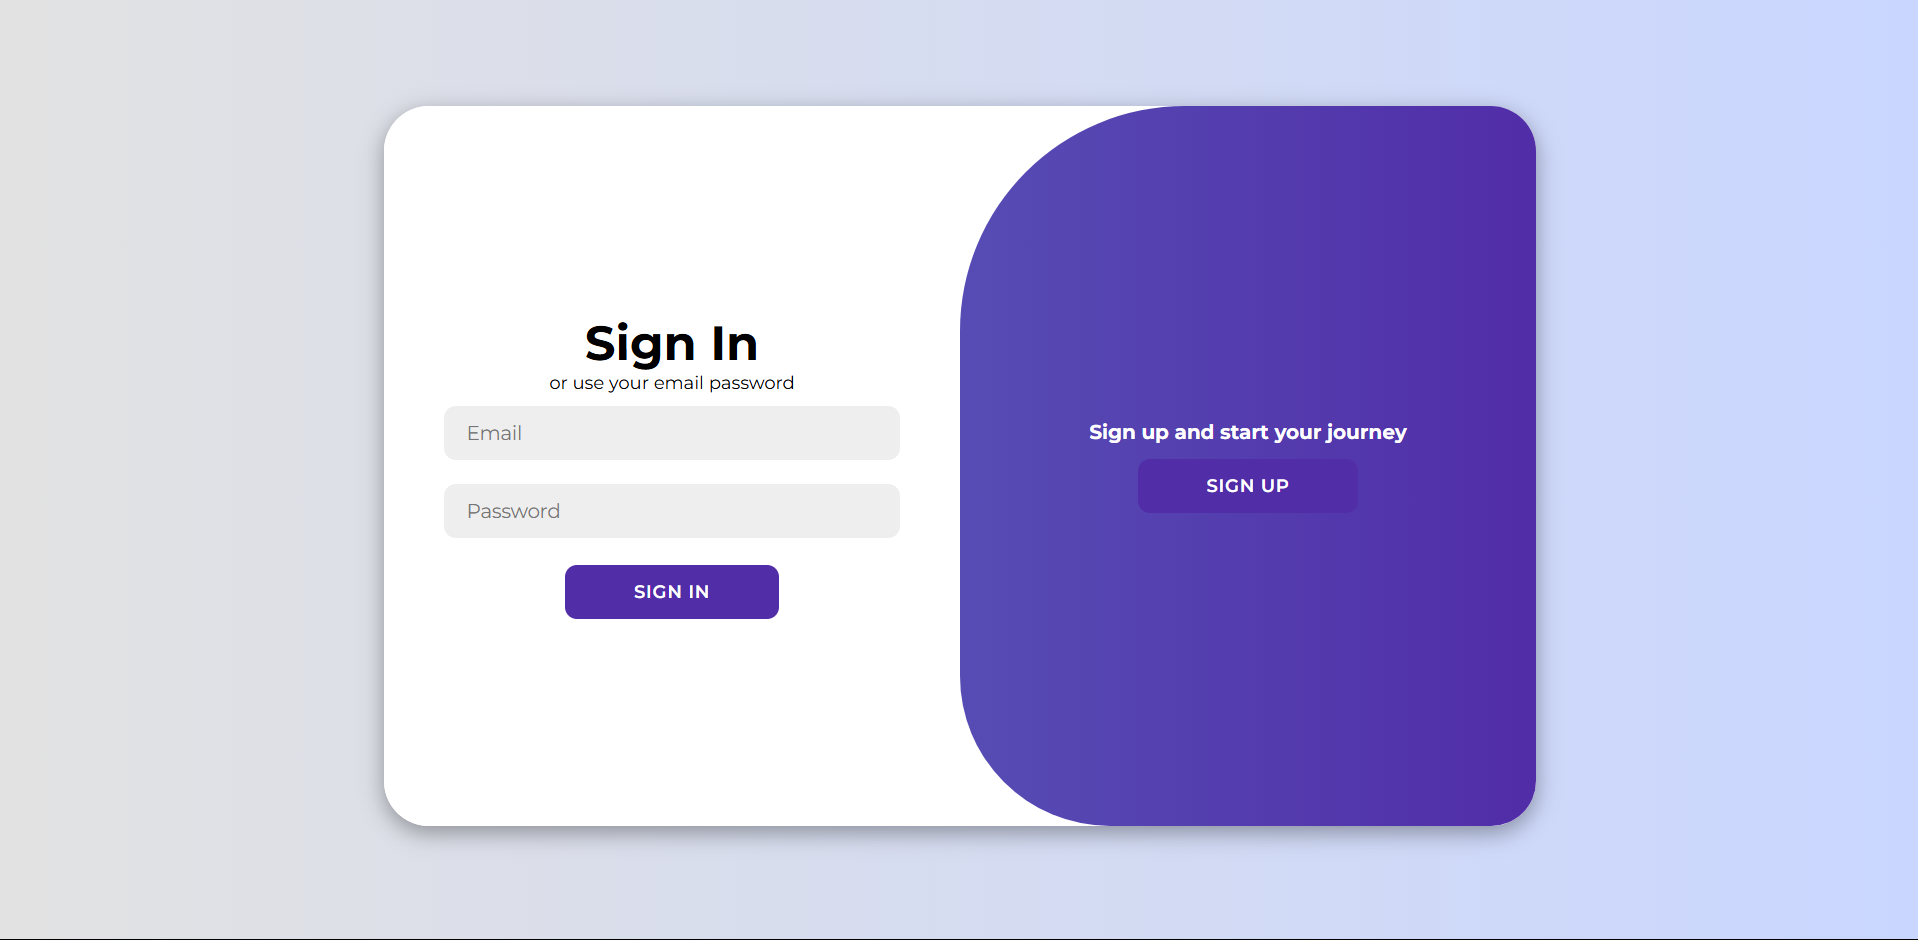 Sign In
or use your email password
Email
Password
SIGN IN
Sign up and start your journey
SIGN UP